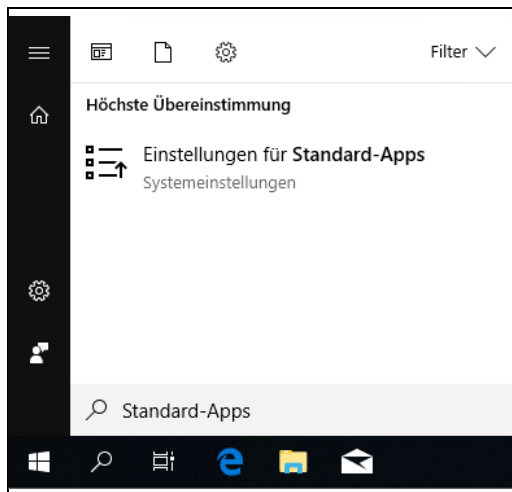 Filter
Höchste Übereinstimmung
Einstellungen für Standard-Apps
Systemeinstellungen
Standard-Apps